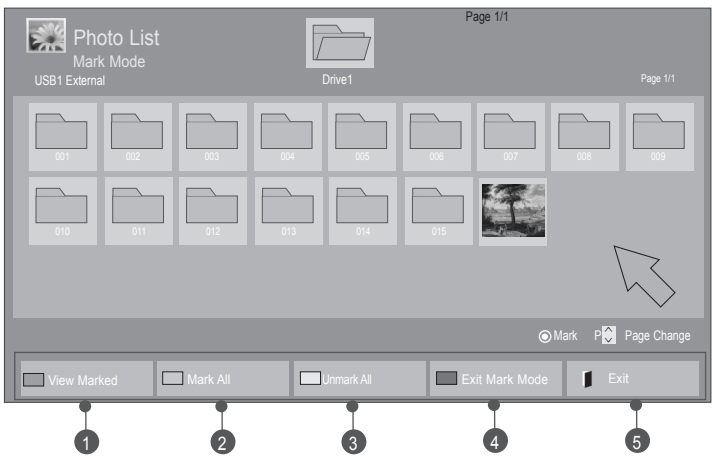 Page 1/1
Photo List
Mark Mode
USB1 External
Drive1
Page 1/1
001 002 003 004 005 006 007 008 009
010 011 012 013 014 015
Mark P Page Change
View Marked Mark All Unmark All Exit Mark Mode Exit
1 2 3 4 5